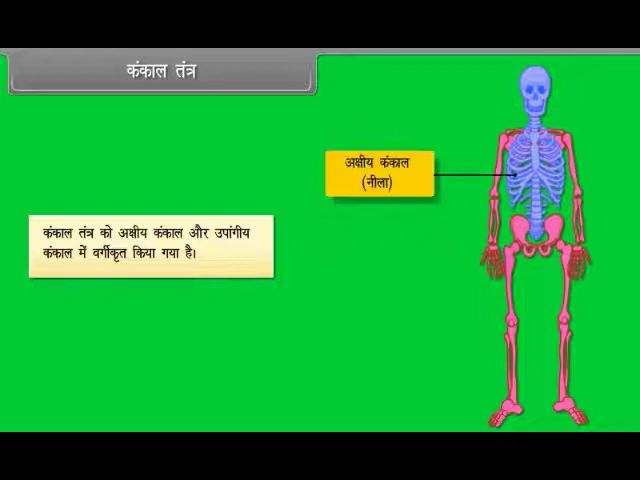 कंकाल तंत्र
अक्षीय कंकाल
(नीला)
कंकाल तंत्र को अक्षीय कंकाल और उपांगीय
कंकाल में वर्गीकृत किया गया है।